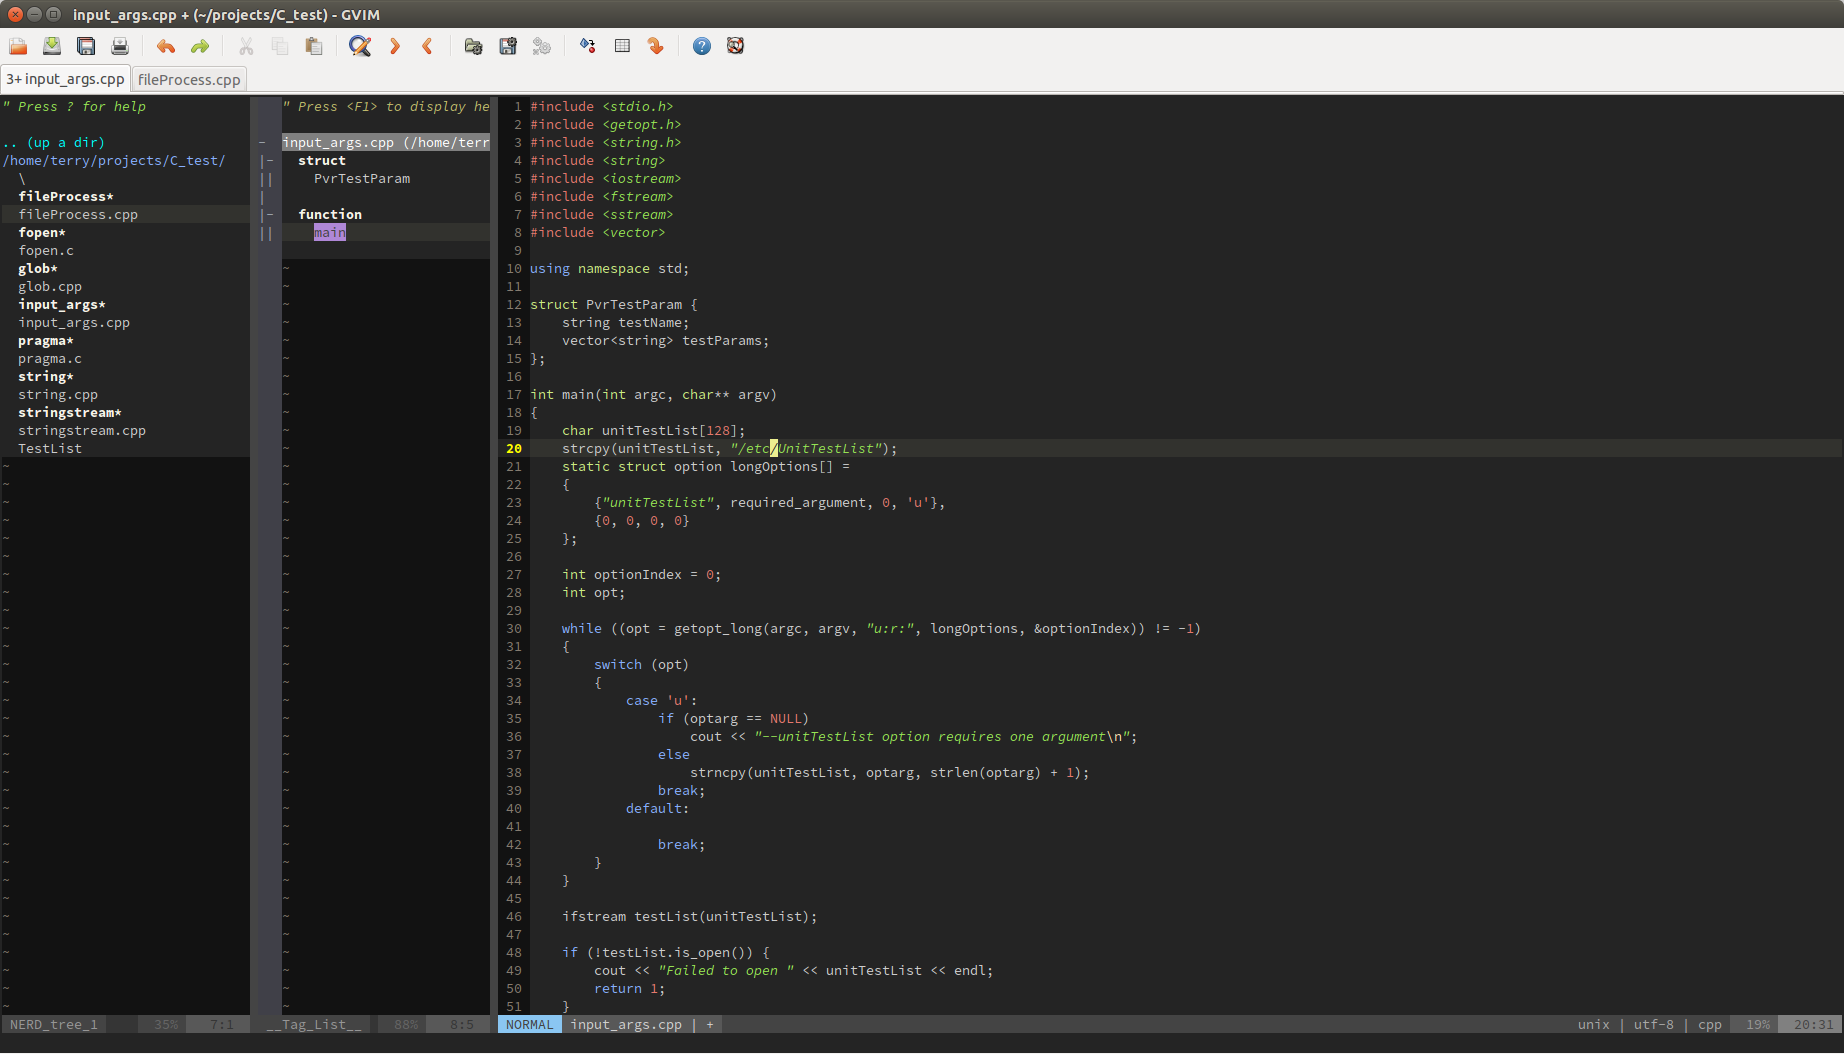 input_args.cpp + (~/projects/C_test) - GVIM
3+ input_args.cpp
fileProcess.cpp
" Press ? for help
.. (up a dir)
/home/terry/projects/C_test/
\
fileProcess*
fileProcess.cpp
fopen*
fopen.c
glob*
glob.cpp
input_args*
input_args.cpp
pragma*
pragma.c
string*
string.cpp
stringstream*
stringstream.cpp
TestList
" Press <F1> to display he
input_args.cpp (/home/terr
struct
PvrTestParam
function
main
1 #include <stdio.h>
2 #include <getopt.h>
3 #include <string.h>
4 #include <string>
5 #include <iostream>
6 #include <fstream>
7 #include <sstream>
8 #include <vector>
9
10 using namespace std;
11
12 struct PvrTestParam {
13     string testName;
14     vector<string> testParams;
15 };
16
17 int main(int argc, char** argv)
18 {
19     char unitTestList[128];
20     strcpy(unitTestList, "/etc/UnitTestList");
21     static struct option longOptions[] =
22     {
23         {"unitTestList", required_argument, 0, 'u'},
24         {0, 0, 0, 0}
25     };
26
27     int optionIndex = 0;
28     int opt;
29
30     while ((opt = getopt_long(argc, argv, "u:r:", longOptions, &optionIndex)) != -1)
31     {
32         switch (opt)
33         {
34             case 'u':
35                 if (optarg == NULL)
36                     cout << "--unitTestList option requires one argument\n";
37                 else
38                     strncpy(unitTestList, optarg, strlen(optarg) + 1);
39                 break;
40             default:
41
42                 break;
43         }
44     }
45
46     ifstream testList(unitTestList);
47
48     if (!testList.is_open()) {
49         cout << "Failed to open " << unitTestList << endl;
50         return 1;
51     }
NERD_tree_1 35% 7:1
__Tag_List__ 88% 8:5
NORMAL input_args.cpp | + unix | utf-8 | cpp 19% 20:31